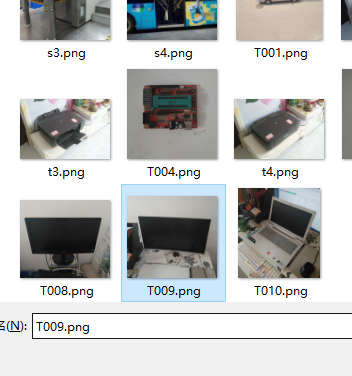 s3.png
s4.png
T001.png
t3.png
T004.png
t4.png
T008.png
T009.png
T010.png
名(N):
T009.png